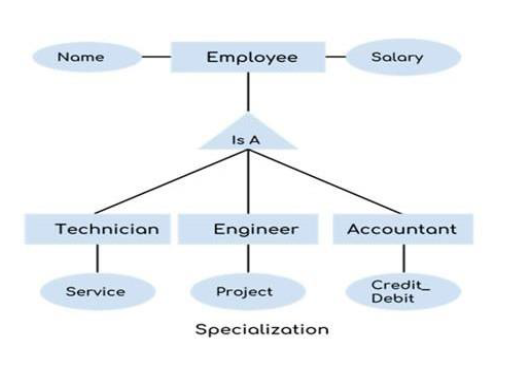 Name
Employee
Salary
Is A
Technician
Engineer
Accountant
Service
Project
Credit_
Debit
Specialization